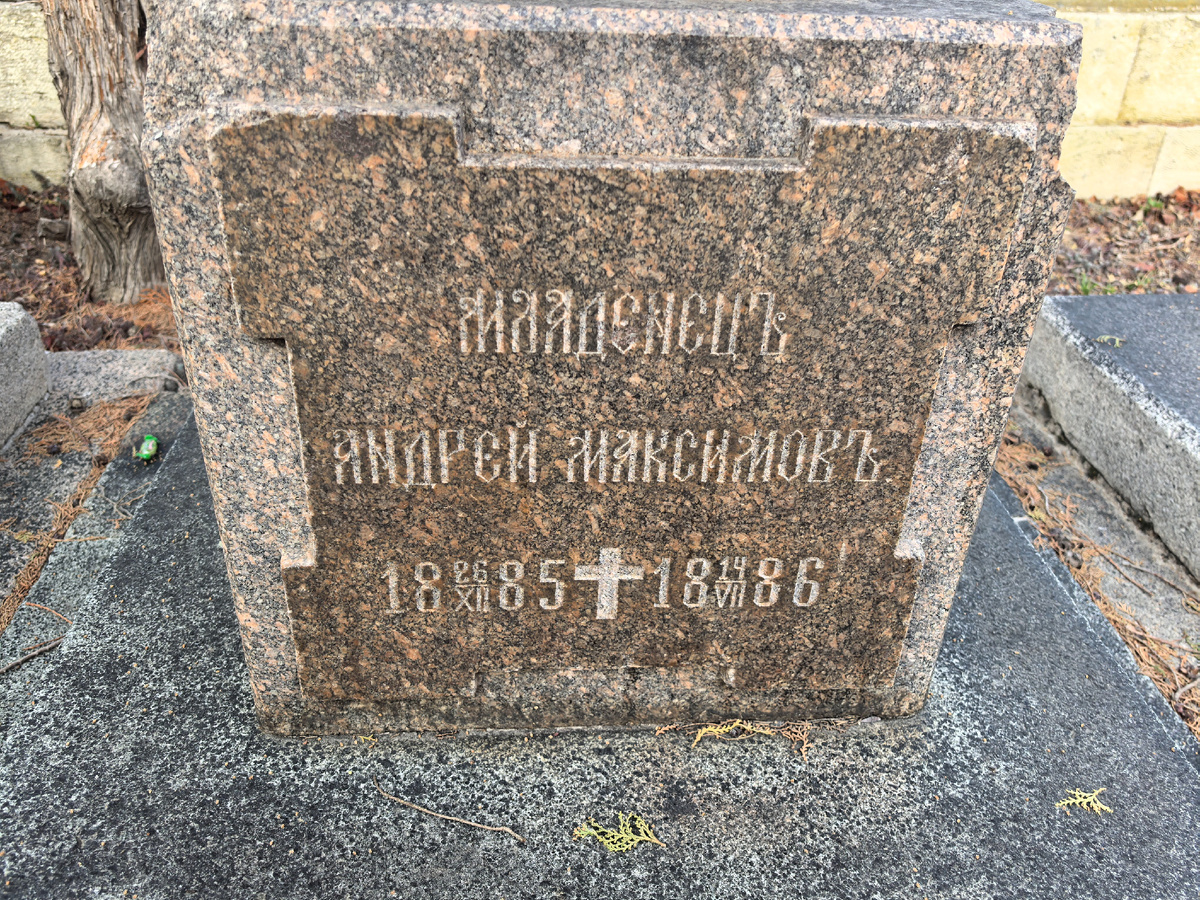 МЛАДЕНЕЦЪ
АНДРЕЙ МАКСИМОВЪ.
18 26/XII 85 ✝ 18 14/VII 86